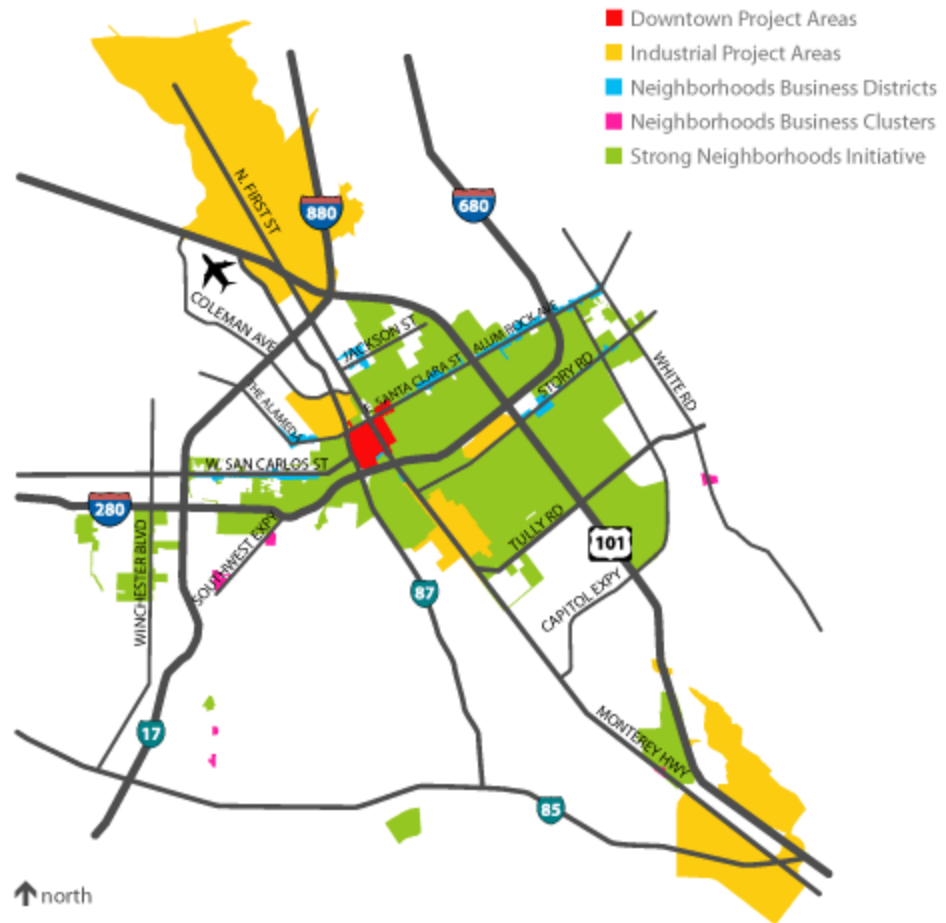 Downtown Project Areas
Industrial Project Areas
Neighborhoods Business Districts
Neighborhoods Business Clusters
Strong Neighborhoods Initiative
N. FIRST ST
880
680
COLEMAN AVE
JACKSON ST
ALUM ROCK AVE
SANTA CLARA ST
STORY RD
WHITE RD
THE ALAMEDA
W. SAN CARLOS ST
280
SOUTHWEST EXPY
WINCHESTER BLVD
TULLY RD
101
CAPITOL EXPY
87
17
MONTEREY HWY
85
north